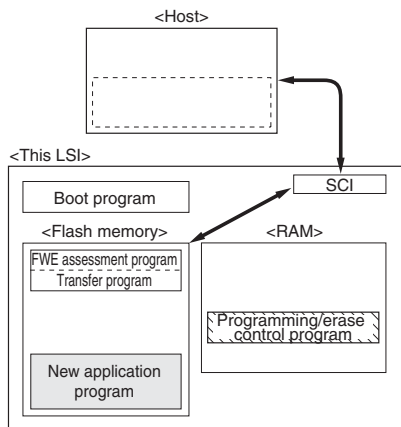 <Host>
<This LSI>
SCI
Boot program
<Flash memory>
<RAM>
FWE assessment program
Transfer program
Programming/erase
control program
New application
program